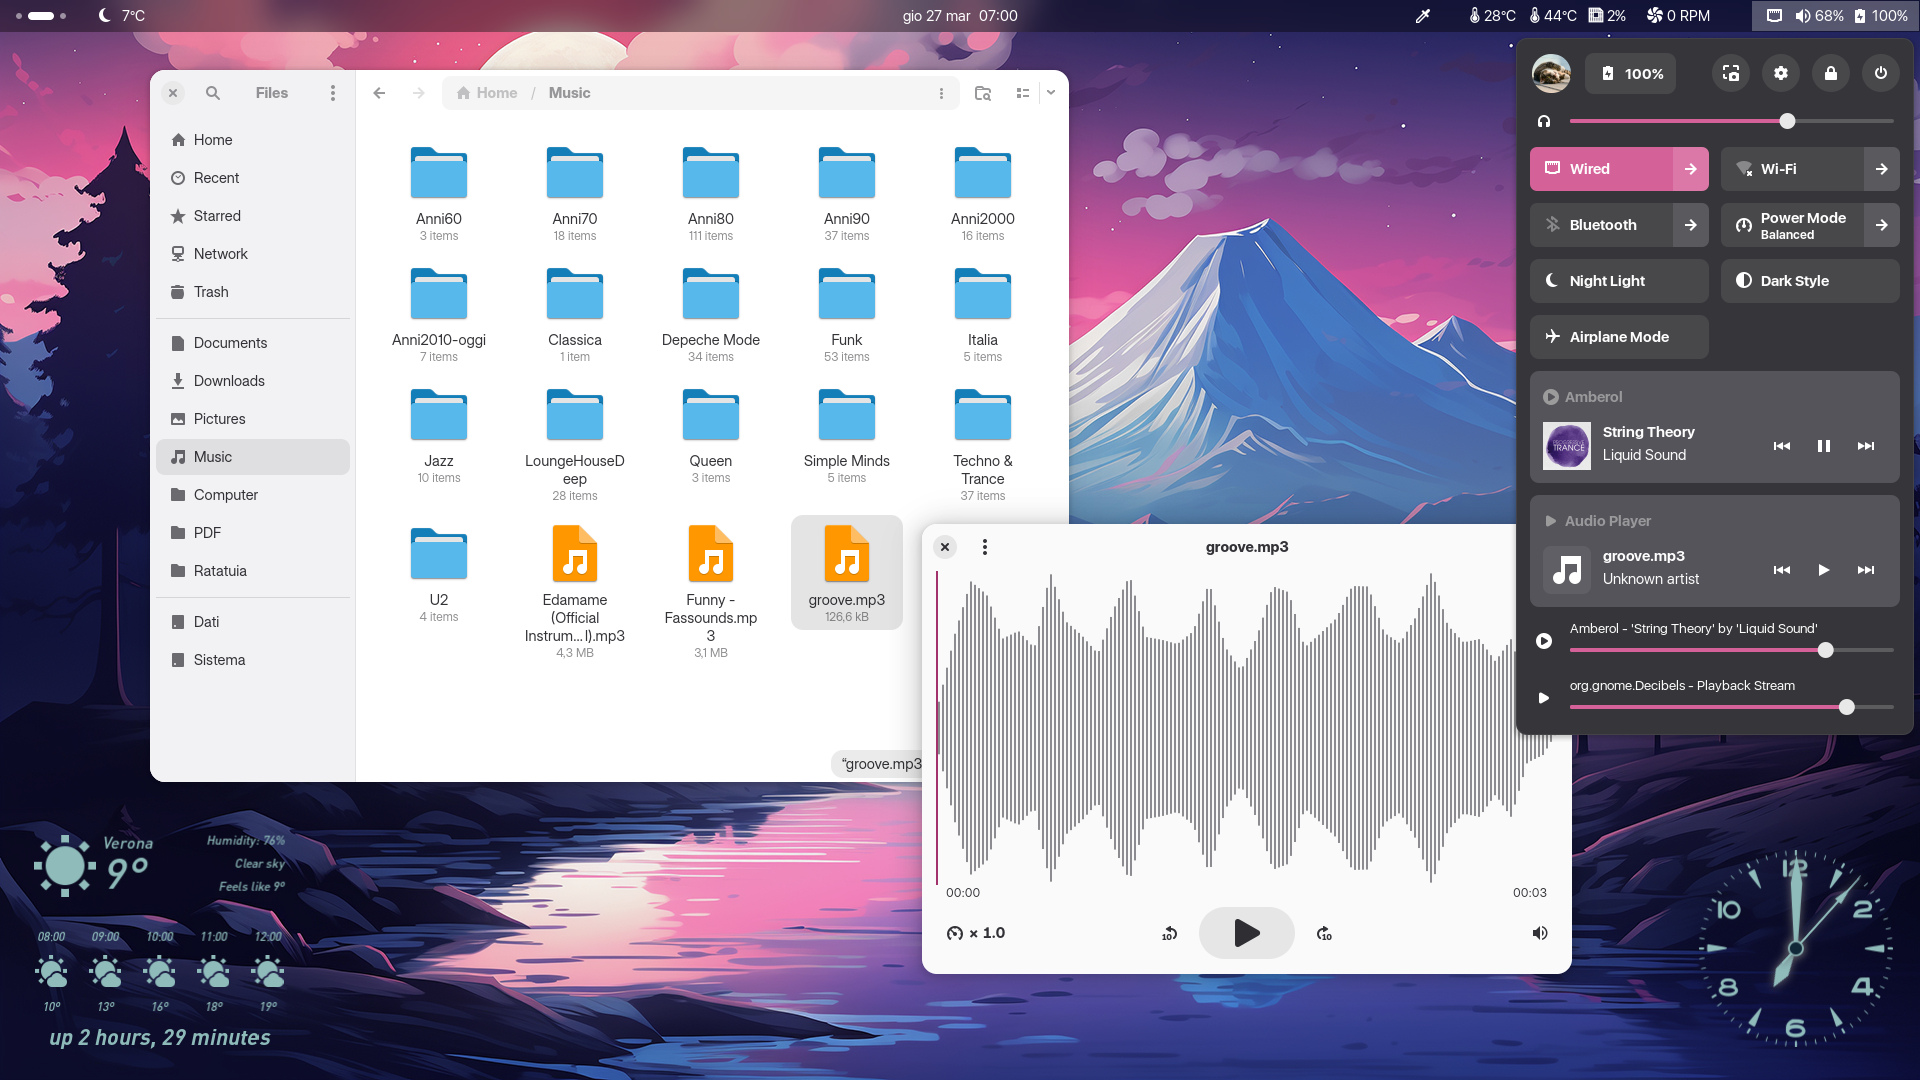 7°C
gio 27 mar 07:00
28°C
44°C
2%
0 RPM
68%
100%
Files
Home
Recent
Starred
Network
Trash
Documents
Downloads
Pictures
Music
Computer
PDF
Ratatuia
Dati
Sistema
Home / Music
Anni60
3 items
Anni70
18 items
Anni80
111 items
Anni90
37 items
Anni2000
16 items
Anni2010-oggi
7 items
Classica
1 item
Depeche Mode
34 items
Funk
53 items
Italia
5 items
Jazz
10 items
LoungeHouseD
eep
28 items
Queen
3 items
Simple Minds
5 items
Techno &
Trance
37 items
U2
4 items
Edamame
(Official
Instrum…l).mp3
4,3 MB
Funny -
Fassounds.mp
3
3,1 MB
groove.mp3
126,6 kB
“groove.mp3
groove.mp3
00:00
00:03
× 1.0
10
10
100%
Wired
Wi-Fi
Bluetooth
Power Mode
Balanced
Night Light
Dark Style
Airplane Mode
Amberol
PROGRESSIVE
TRANCE
String Theory
Liquid Sound
Audio Player
groove.mp3
Unknown artist
Amberol - 'String Theory' by 'Liquid Sound'
org.gnome.Decibels - Playback Stream
Verona
9°
Humidity: 76%
Clear sky
Feels like 9°
08:00 09:00 10:00 11:00 12:00
10° 13° 16° 18° 19°
up 2 hours, 29 minutes
12
10
2
8
4
6